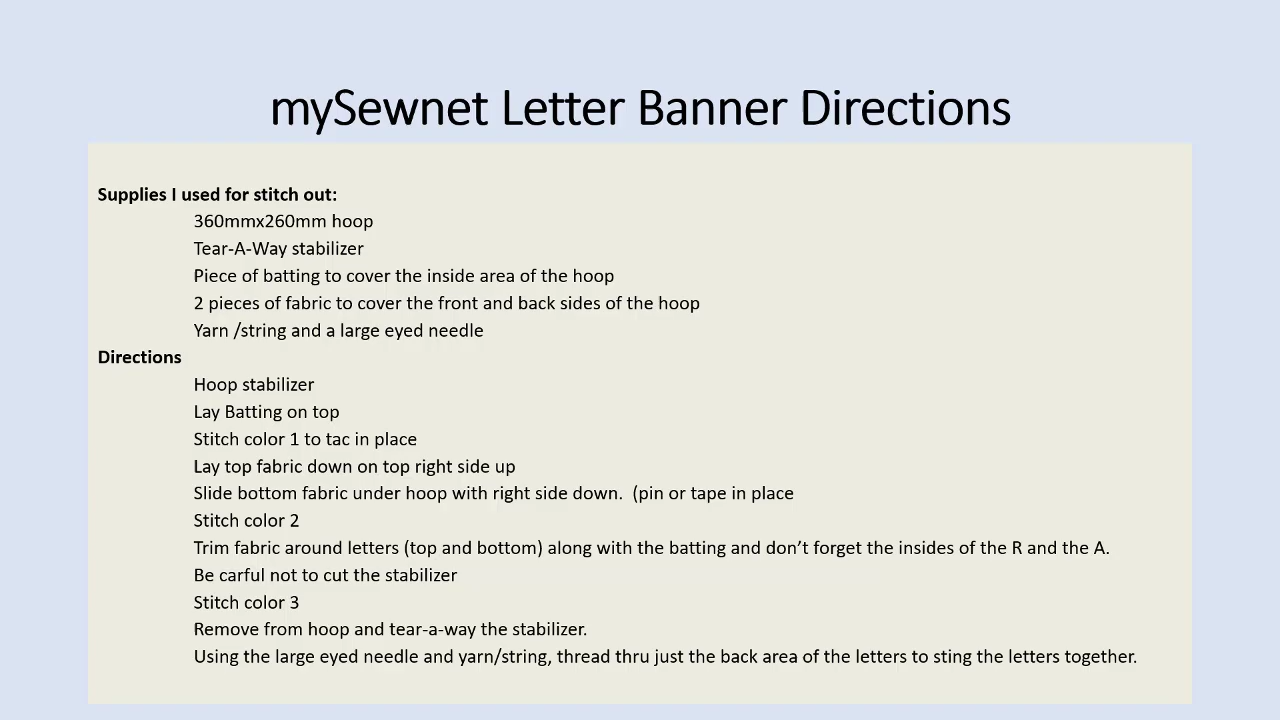 mySewnet Letter Banner Directions
Supplies I used for stitch out:
360mmx260mm hoop
Tear-A-Way stabilizer
Piece of batting to cover the inside area of the hoop
2 pieces of fabric to cover the front and back sides of the hoop
Yarn /string and a large eyed needle
Directions
Hoop stabilizer
Lay Batting on top
Stitch color 1 to tac in place
Lay top fabric down on top right side up
Slide bottom fabric under hoop with right side down.  (pin or tape in place
Stitch color 2
Trim fabric around letters (top and bottom) along with the batting and don’t forget the insides of the R and the A.
Be carful not to cut the stabilizer
Stitch color 3
Remove from hoop and tear-a-way the stabilizer.
Using the large eyed needle and yarn/string, thread thru just the back area of the letters to sting the letters together.